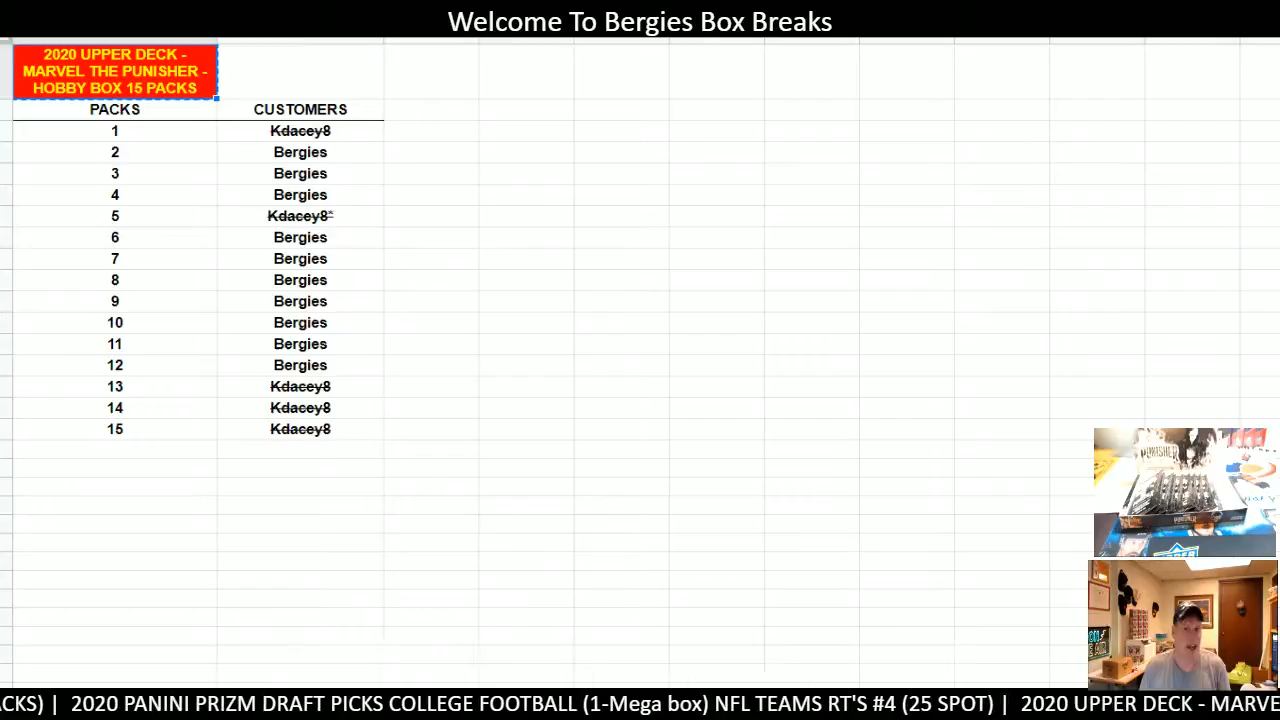 Welcome To Bergies Box Breaks
2020 UPPER DECK -
MARVEL THE PUNISHER -
HOBBY BOX 15 PACKS
PACKS CUSTOMERS
1 Kdacey8
2 Bergies
3 Bergies
4 Bergies
5 Kdacey8*
6 Bergies
7 Bergies
8 Bergies
9 Bergies
10 Bergies
11 Bergies
12 Bergies
13 Kdacey8
14 Kdacey8
15 Kdacey8
PUNISHER
UPPER
ACKS) | 2020 PANINI PRIZM DRAFT PICKS COLLEGE FOOTBALL (1-Mega box) NFL TEAMS RT'S #4 (25 SPOT) | 2020 UPPER DECK - MARVE